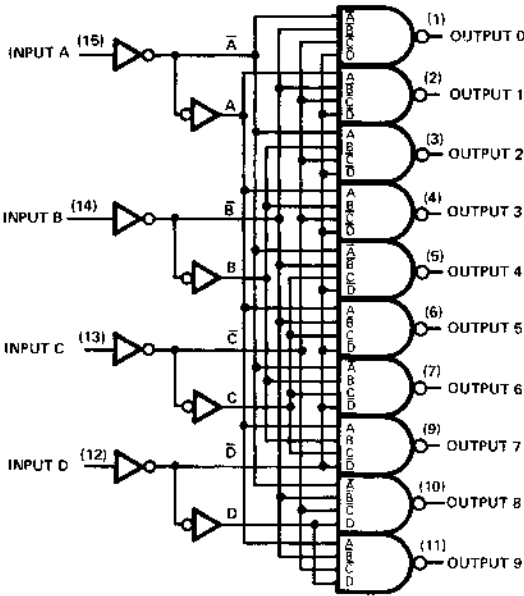 INPUT A (15)
A̅
A
INPUT B (14)
B̅
B
INPUT C (13)
C̅
C
INPUT D (12)
D̅
D
A̅
B̅
C̅
D̅
(1) OUTPUT 0
A
B̅
C̅
D̅
(2) OUTPUT 1
A̅
B
C̅
D̅
(3) OUTPUT 2
A
B
C̅
D̅
(4) OUTPUT 3
A̅
B̅
C
D̅
(5) OUTPUT 4
A
B̅
C
D̅
(6) OUTPUT 5
A̅
B
C
D̅
(7) OUTPUT 6
A
B
C
D̅
(9) OUTPUT 7
A̅
B̅
C̅
D
(10) OUTPUT 8
A
B̅
C̅
D
(11) OUTPUT 9